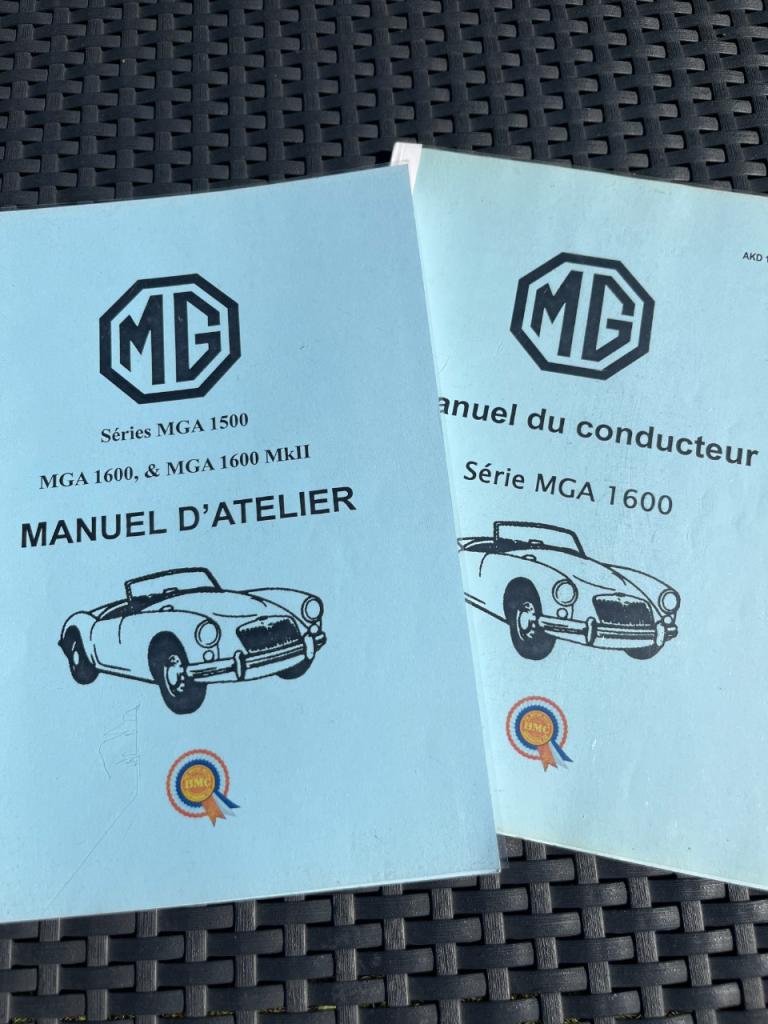 MG
Séries MGA 1500
MGA 1600, & MGA 1600 MkII
MANUEL D'ATELIER
BMC
AKD 1
MG
anuel du conducteur
Série MGA 1600
BMC